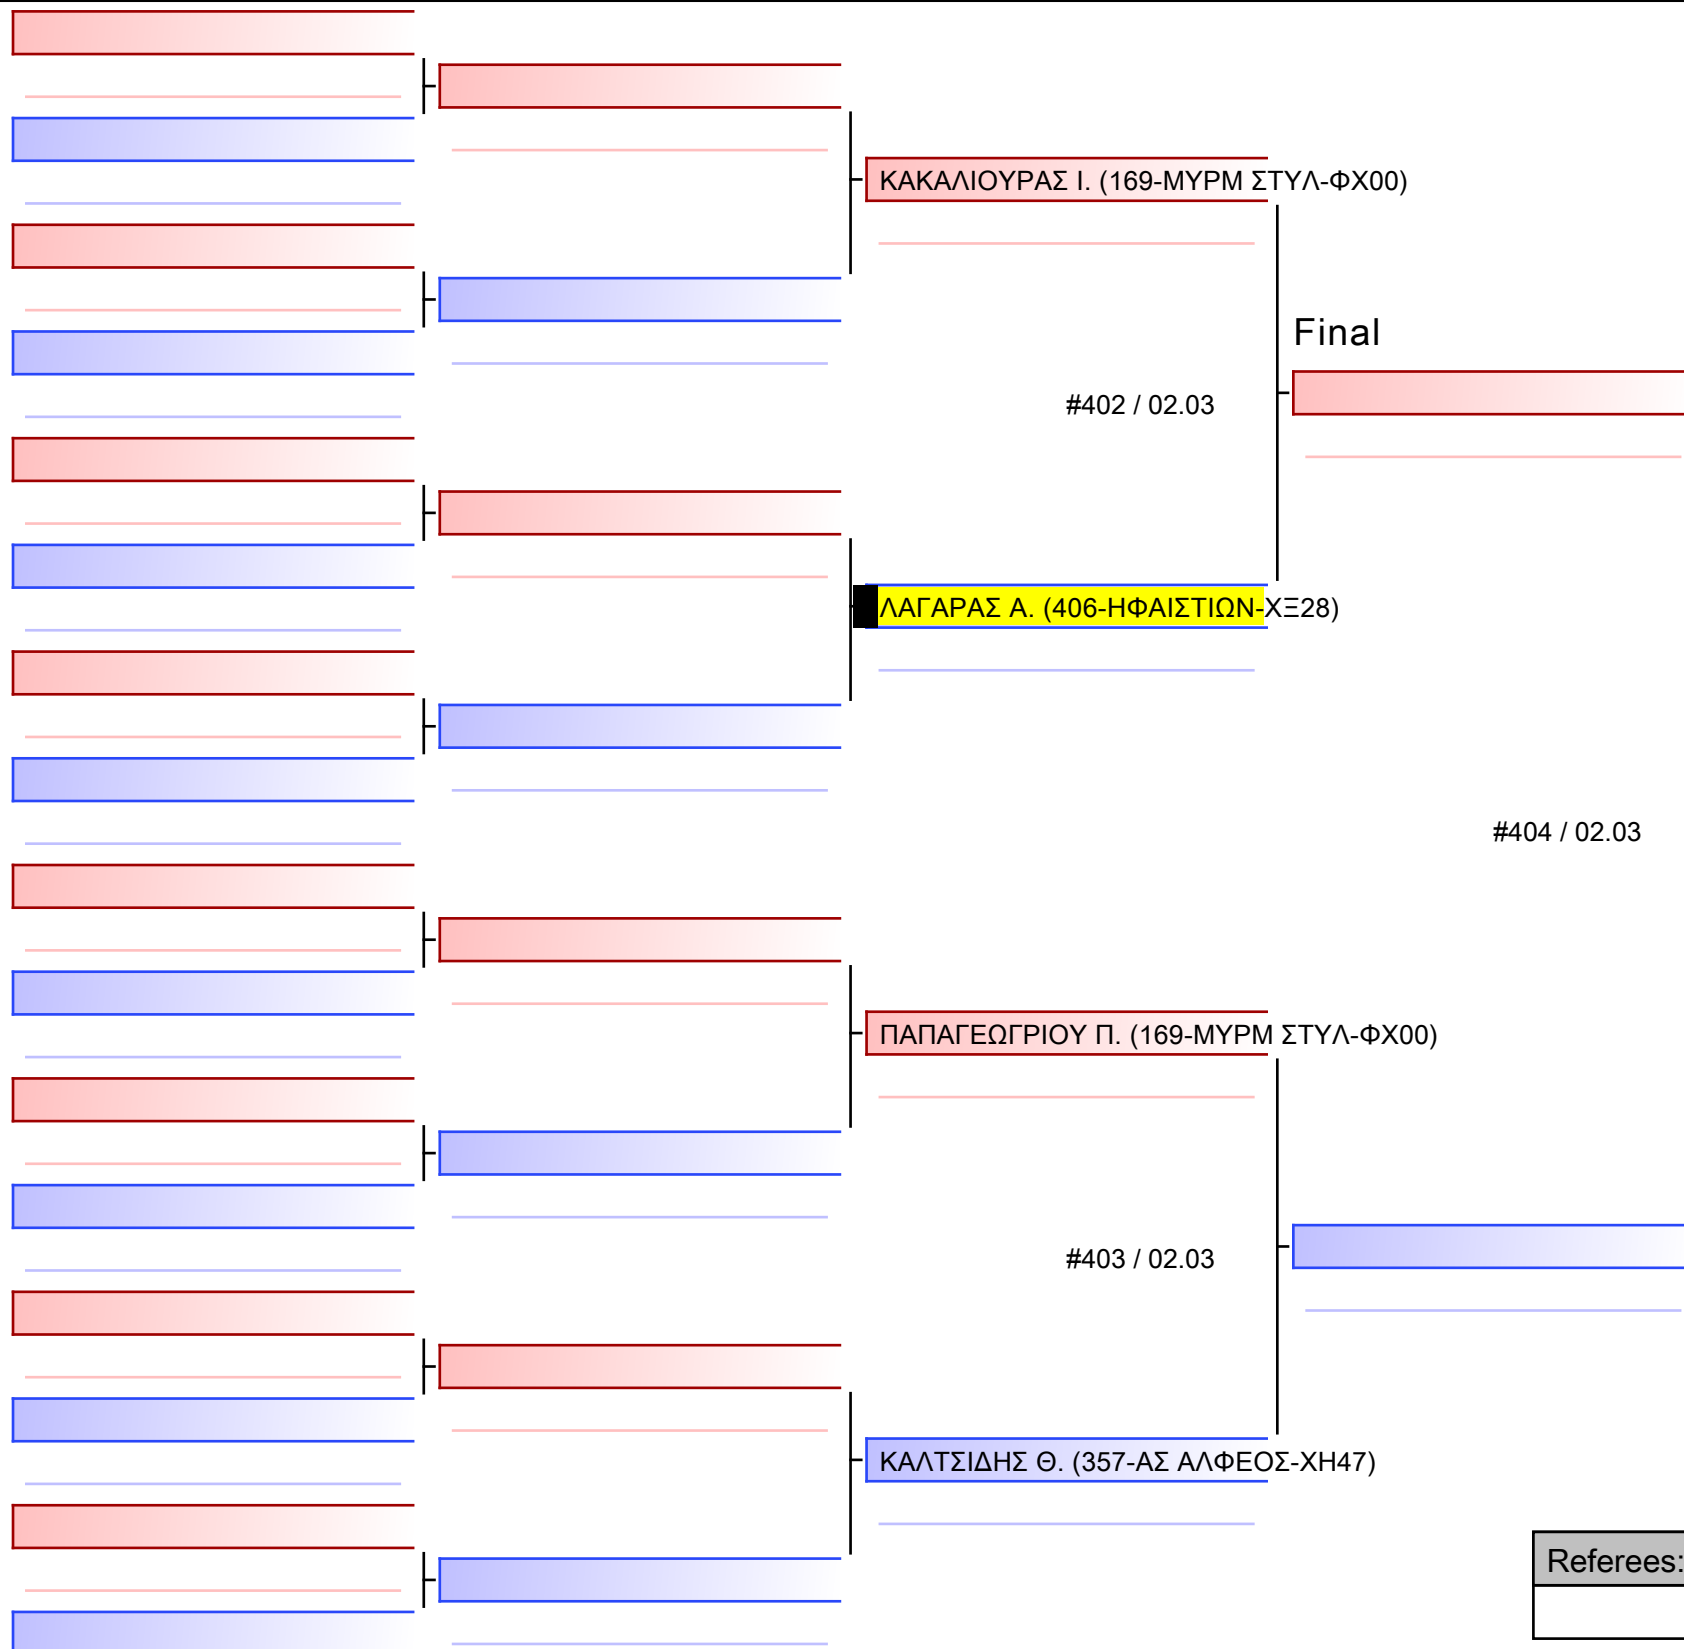 ΚΑΚΑΛΙΟΥΡΑΣ Ι. (169-ΜΥΡΜ ΣΤΥΛ-ΦΧ00)
Final
#402 / 02.03
ΛΑΓΑΡΑΣ Α. (406-ΗΦΑΙΣΤΙΩΝ-ΧΞ28)
#404 / 02.03
ΠΑΠΑΓΕΩΓΡΙΟΥ Π. (169-ΜΥΡΜ ΣΤΥΛ-ΦΧ00)
#403 / 02.03
ΚΑΛΤΣΙΔΗΣ Θ. (357-ΑΣ ΑΛΦΕΟΣ-ΧΗ47)
Referees: